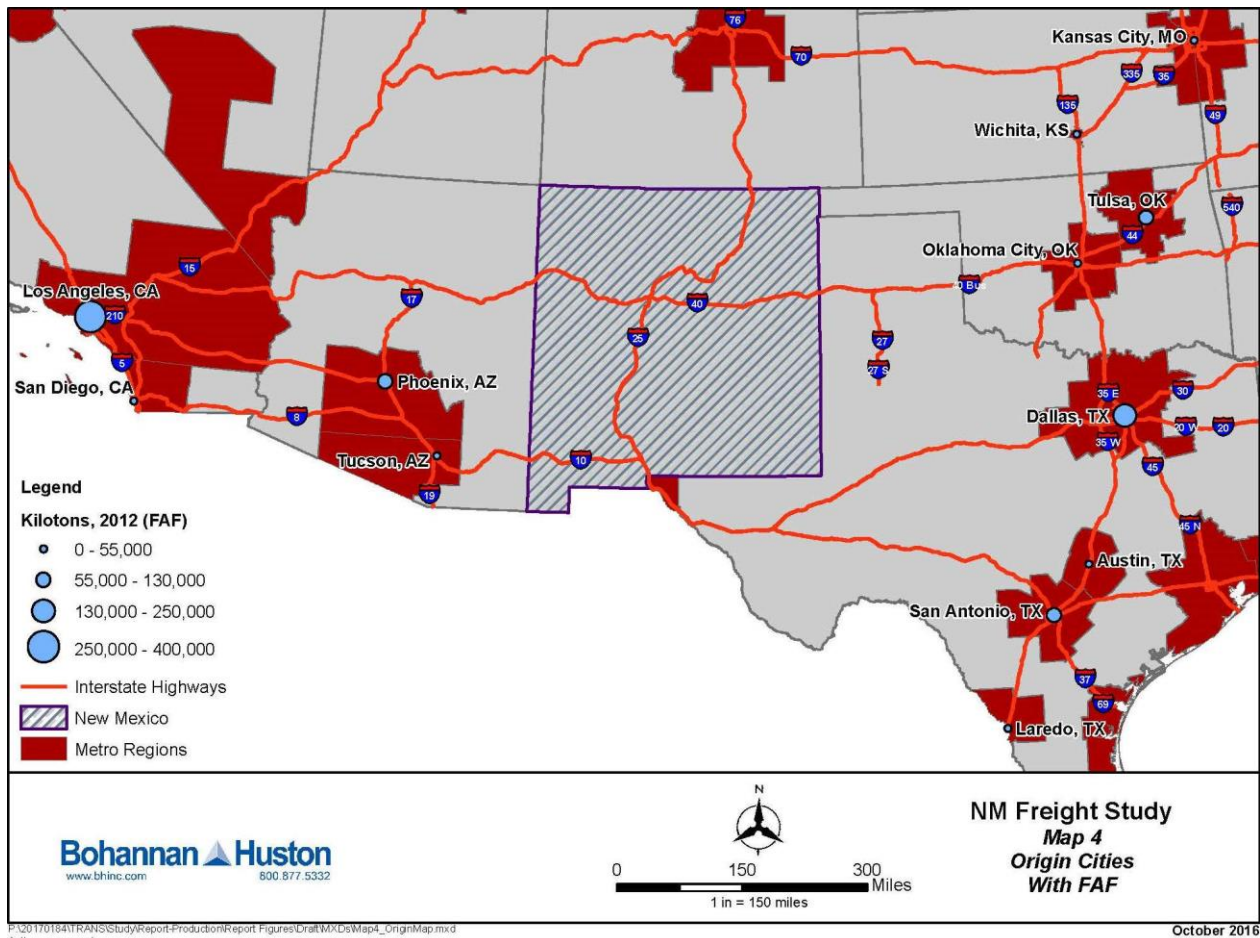 76
Kansas City, MO
70
335
35
135
49
Wichita, KS
Tulsa, OK
540
44
Oklahoma City, OK
15
40 Bus
Los Angeles, CA
17
40
210
25
27
5
27 S
Phoenix, AZ
San Diego, CA
35 E
30
8
Dallas, TX
20 W
20
35 W
Tucson, AZ
10
45
19
45 N
Austin, TX
San Antonio, TX
37
69
Laredo, TX
Legend
Kilotons, 2012 (FAF)
0 - 55,000
55,000 - 130,000
130,000 - 250,000
250,000 - 400,000
Interstate Highways
New Mexico
Metro Regions
Bohannan Huston
www.bhinc.com 800.877.5332
N
0 150 300
Miles
1 in = 150 miles
NM Freight Study
Map 4
Origin Cities
With FAF
P:\20170184\TRANS\Study\Report-Production\Report Figures\Draft\MXDs\Map4_OriginMap.mxd
October 2018